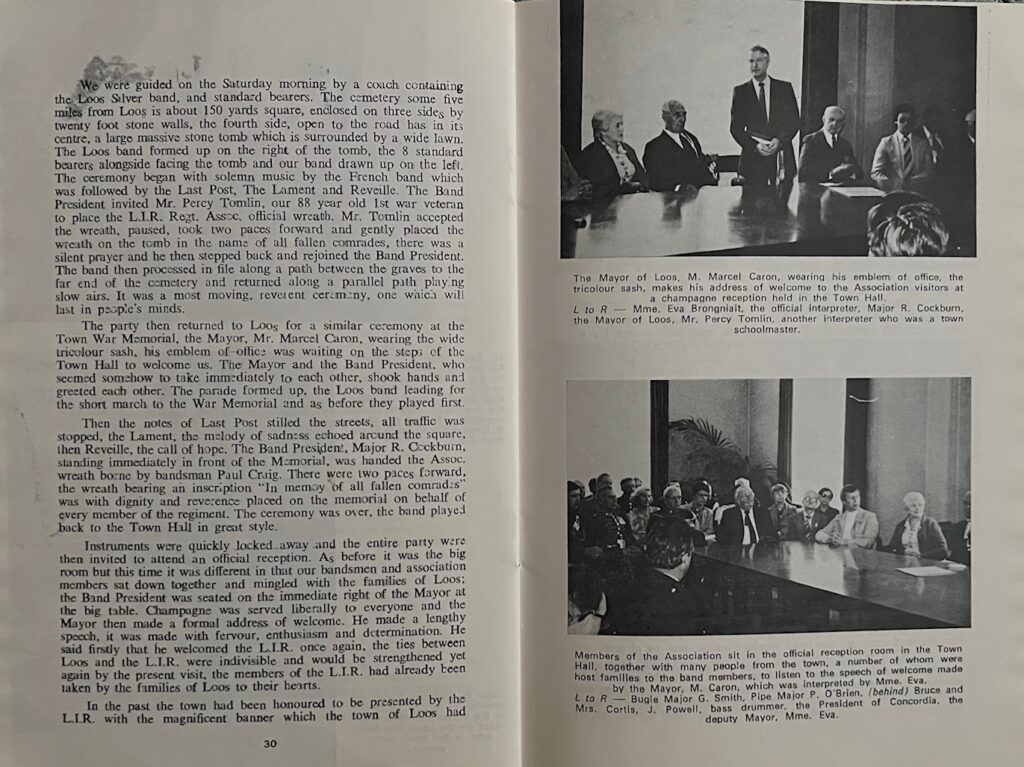 We were guided on the Saturday morning by a coach containing
the Loos Silver band, and standard bearers. The cemetery some five
miles from Loos is about 150 yards square, enclosed on three sides by
twenty foot stone walls, the fourth side, open to the road has in its
centre, a large massive stone tomb which is surrounded by a wide lawn.
The Loos band formed up on the right of the tomb, the 8 standard
bearers alongside facing the tomb and our band drawn up on the left.
The ceremony began with solemn music by the French band which
was followed by the Last Post, The Lament and Reveille. The Band
President invited Mr. Percy Tomlin, our 88 year old 1st war veteran
to place the L.I.R. Regt. Assoc, official wreath. Mr. Tomlin accepted
the wreath, paused, took two paces forward and gently placed the
wreath on the tomb in the name of all fallen comrades, there was a
silent prayer and he then stepped back and rejoined the Band President.
The band then processed in file along a path between the graves to the
far end of the cemetery and returned along a parallel path playing
slow airs. It was a most moving, reverent ceremony, one which will
last in people's minds.
The party then returned to Loos for a similar ceremony at the
Town War Memorial, the Mayor, Mr. Marcel Caron, wearing the wide
tricolour sash, his emblem of office was waiting on the steps of the
Town Hall to welcome us. The Mayor and the Band President, who
seemed somehow to take immediately to each other, shook hands and
greeted each other. The parade formed up, the Loos band leading for
the short march to the War Memorial and as before they played first.
Then the notes of Last Post stilled the streets, all traffic was
stopped, the Lament, the melody of sadness echoed around the square,
then Reveille, the call of hope. The Band President, Major R. Cockburn,
standing immediately in front of the Memorial, was handed the Assoc.
wreath borne by bandsman Paul Craig. There were two paces forward,
the wreath bearing an inscription "In memoy of all fallen comrades"
was with dignity and reverence placed on the memorial on behalf of
every member of the regiment. The ceremony was over, the band played
back to the Town Hall in great style.
Instruments were quickly locked away and the entire party were
then invited to attend an official reception. As before it was the big
room but this time it was different in that our bandsmen and association
members sat down together and mingled with the families of Loos;
the Band President was seated on the immediate right of the Mayor at
the big table. Champagne was served liberally to everyone and the
Mayor then made a formal address of welcome. He made a lengthy
speech, it was made with fervour, enthusiasm and determination. He
said firstly that he welcomed the L.I.R. once again, the ties between
Loos and the L.I.R. were indivisible and would be strengthened yet
again by the present visit, the members of the L.I.R. had already been
taken by the families of Loos to their hearts.
In the past the town had been honoured to be presented by the
L.I.R. with the magnificent banner which the town of Loos had
30
The Mayor of Loos, M. Marcel Caron, wearing his emblem of office, the
tricolour sash, makes his address of welcome to the Association visitors at
a champagne reception held in the Town Hall.
L to R — Mme. Eva Brongniait, the official interpreter, Major R. Cockburn,
the Mayor of Loos, Mr. Percy Tomlin, another interpreter who was a town
schoolmaster.
Members of the Association sit in the official reception room in the Town
Hall, together with many people from the town, a number of whom were
host families to the band members, to listen to the speech of welcome made
by the Mayor, M. Caron, which was interpreted by Mme. Eva.
L to R — Bugle Major G. Smith, Pipe Major P. O'Brien, (behind) Bruce and
Mrs. Cortis, J. Powell, bass drummer, the President of Concordia, the
deputy Mayor, Mme. Eva.